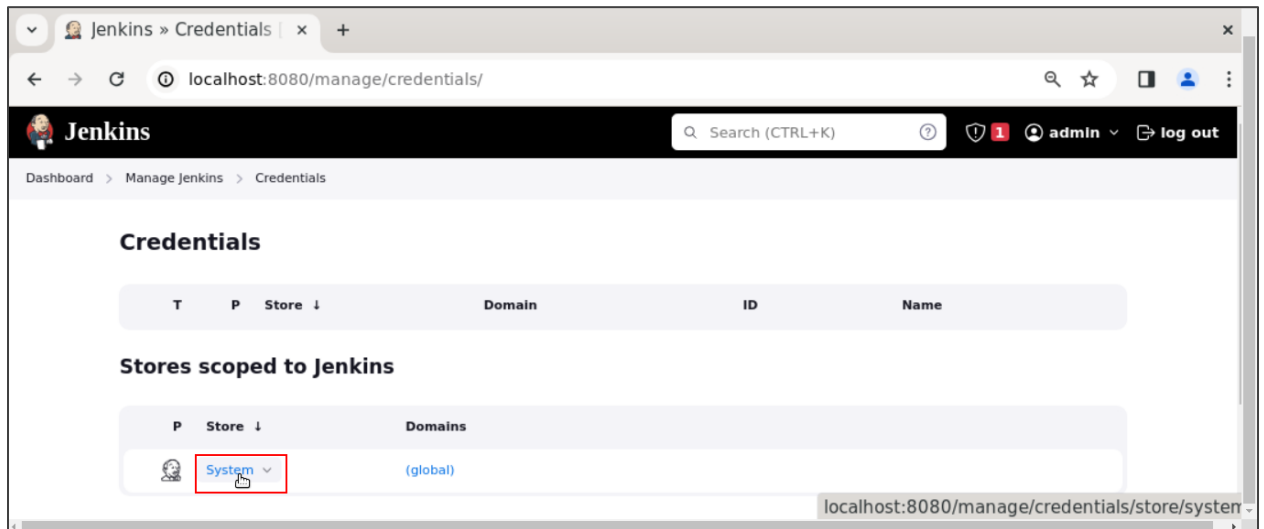 Jenkins » Credentials [
localhost:8080/manage/credentials/
Jenkins Search (CTRL+K) 1 admin log out
Dashboard > Manage Jenkins > Credentials
Credentials
T P Store ↓ Domain ID Name
Stores scoped to Jenkins
P Store ↓ Domains
System (global)
localhost:8080/manage/credentials/store/system